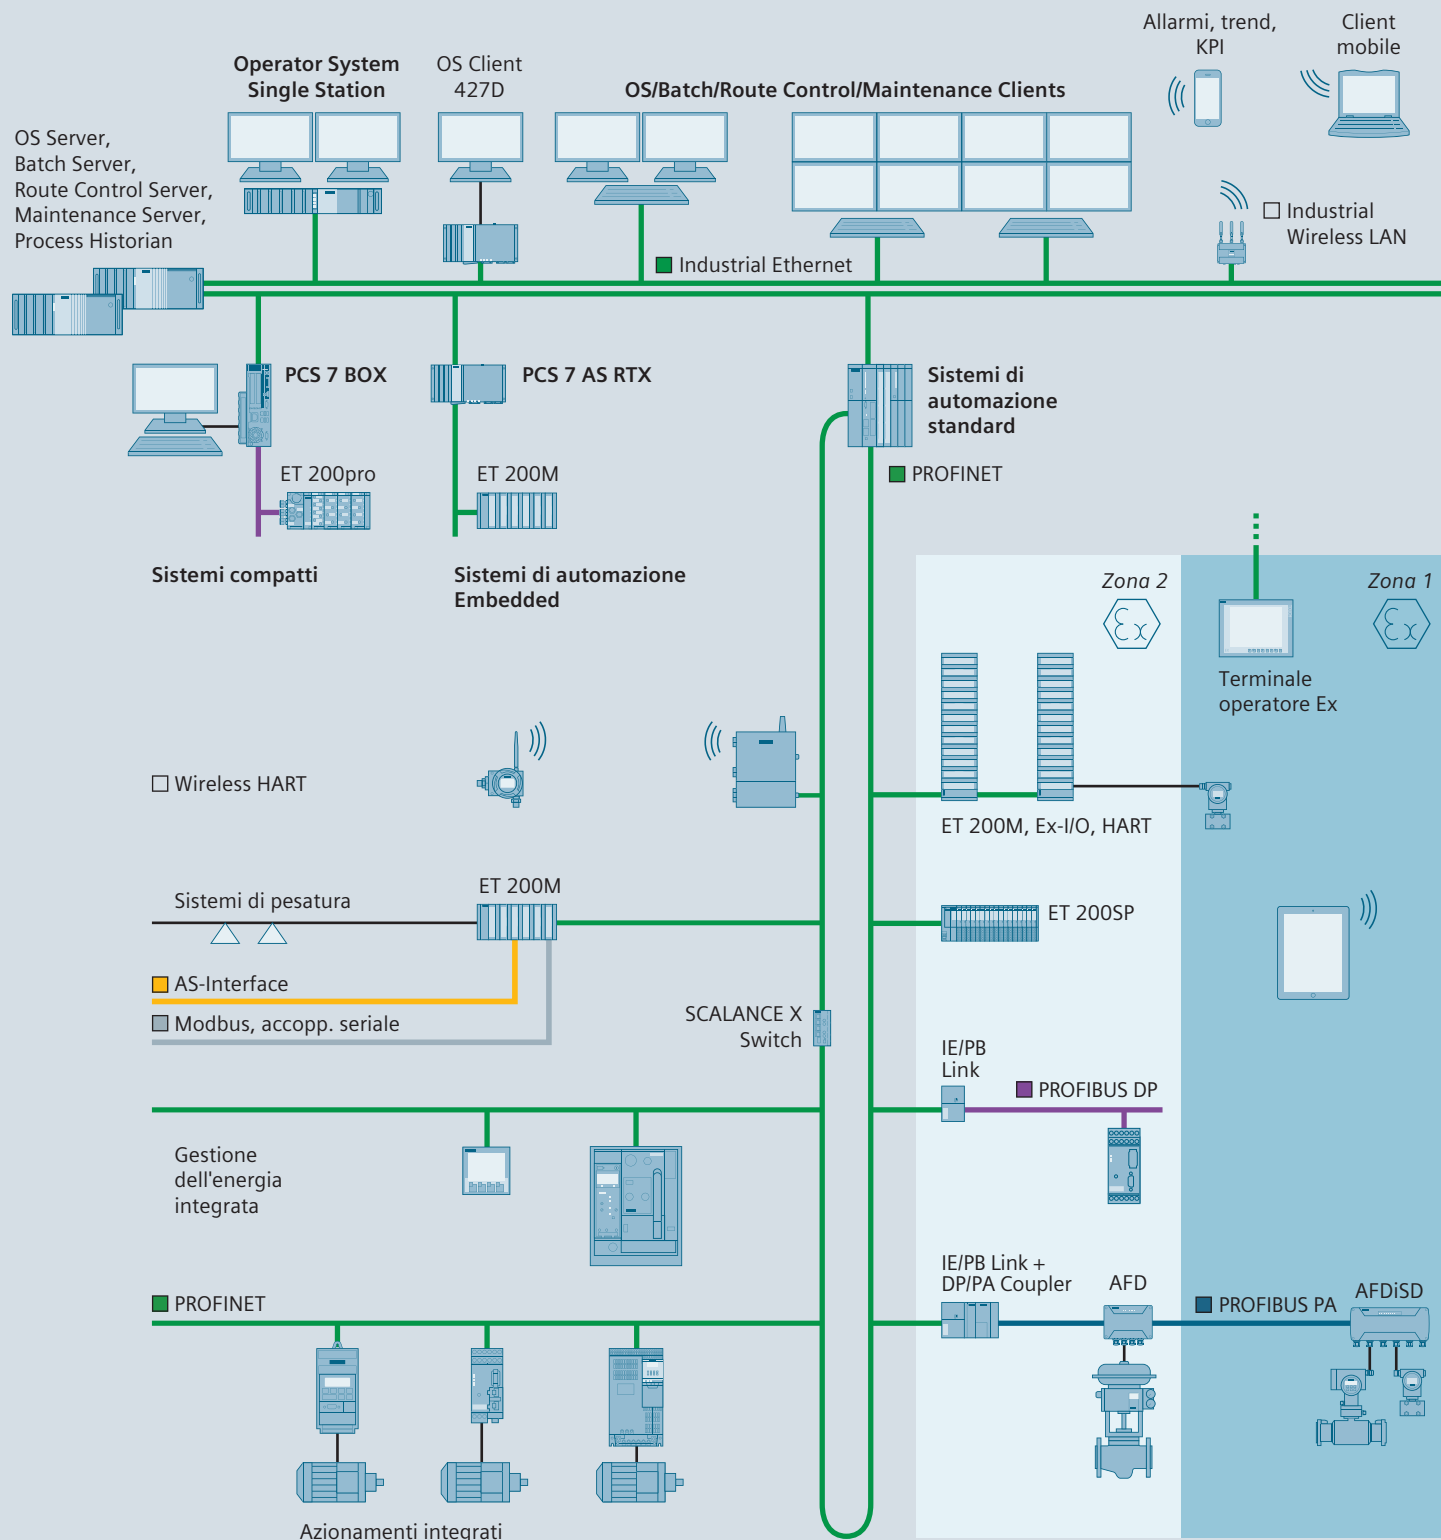 Allarmi, trend,
KPI
Client
mobile
Operator System
Single Station
OS Client
427D
OS/Batch/Route Control/Maintenance Clients
OS Server,
Batch Server,
Route Control Server,
Maintenance Server,
Process Historian
Industrial
Wireless LAN
Industrial Ethernet
PCS 7 BOX
PCS 7 AS RTX
Sistemi di
automazione
standard
ET 200pro
ET 200M
PROFINET
Sistemi compatti
Sistemi di automazione
Embedded
Zona 2
Ex
Zona 1
Ex
Terminale
operatore Ex
Wireless HART
ET 200M, Ex-I/O, HART
Sistemi di pesatura
ET 200M
ET 200SP
AS-Interface
Modbus, accopp. seriale
SCALANCE X
Switch
IE/PB
Link
PROFIBUS DP
Gestione
dell'energia
integrata
IE/PB Link +
DP/PA Coupler
AFD
PROFIBUS PA
AFDiSD
PROFINET
Azionamenti integrati